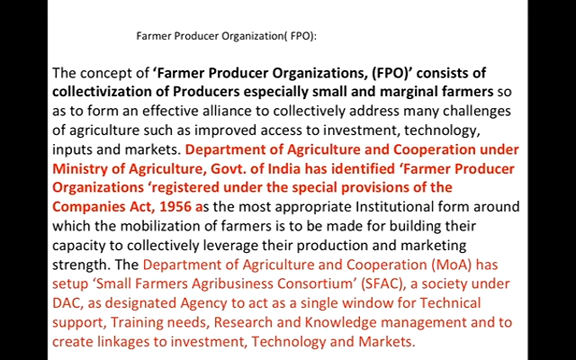 Farmer Producer Organization( FPO):
The concept of ‘Farmer Producer Organizations, (FPO)’ consists of
collectivization of Producers especially small and marginal farmers so
as to form an effective alliance to collectively address many challenges
of agriculture such as improved access to investment, technology,
inputs and markets. Department of Agriculture and Cooperation under
Ministry of Agriculture, Govt. of India has identified ‘Farmer Producer
Organizations ‘registered under the special provisions of the
Companies Act, 1956 as the most appropriate Institutional form around
which the mobilization of farmers is to be made for building their
capacity to collectively leverage their production and marketing
strength. The Department of Agriculture and Cooperation (MoA) has
setup ‘Small Farmers Agribusiness Consortium’ (SFAC), a society under
DAC, as designated Agency to act as a single window for Technical
support, Training needs, Research and Knowledge management and to
create linkages to investment, Technology and Markets.